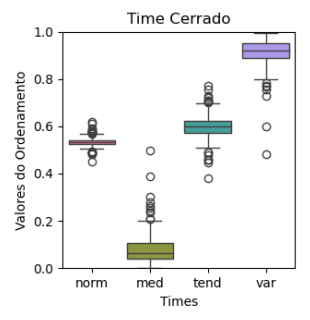 Time Cerrado
Valores do Ordenamento
1.0
0.8
0.6
0.4
0.2
0.0
norm med tend var
Times